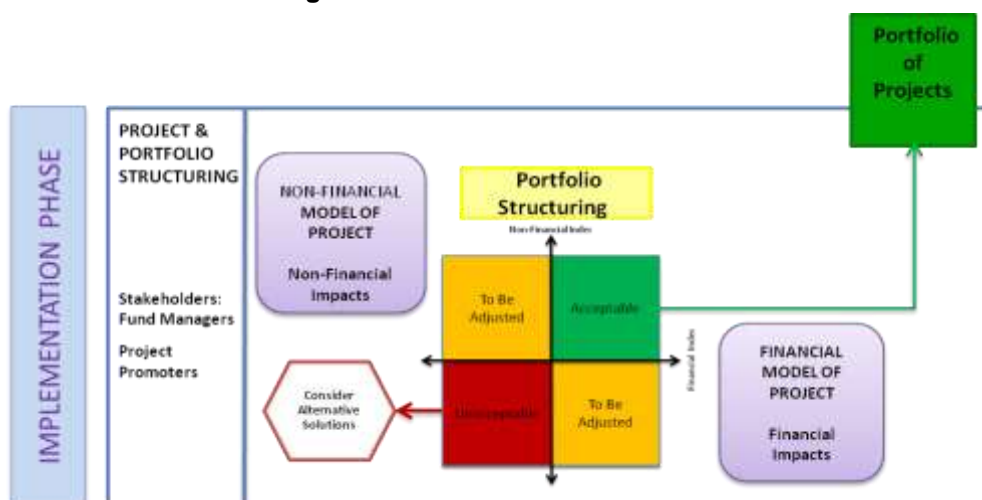 Portfolio
of
Projects
IMPLEMENTATION PHASE
PROJECT &
PORTFOLIO
STRUCTURING
Stakeholders:
Fund Managers
Project
Promoters
NON-FINANCIAL
MODEL OF
PROJECT
Non-Financial
Impacts
Portfolio
Structuring
Non-Financial Index
To Be
Adjusted
Acceptable
Financial Index
Consider
Alternative
Solutions
Unacceptable
To Be
Adjusted
FINANCIAL
MODEL OF
PROJECT
Financial
Impacts